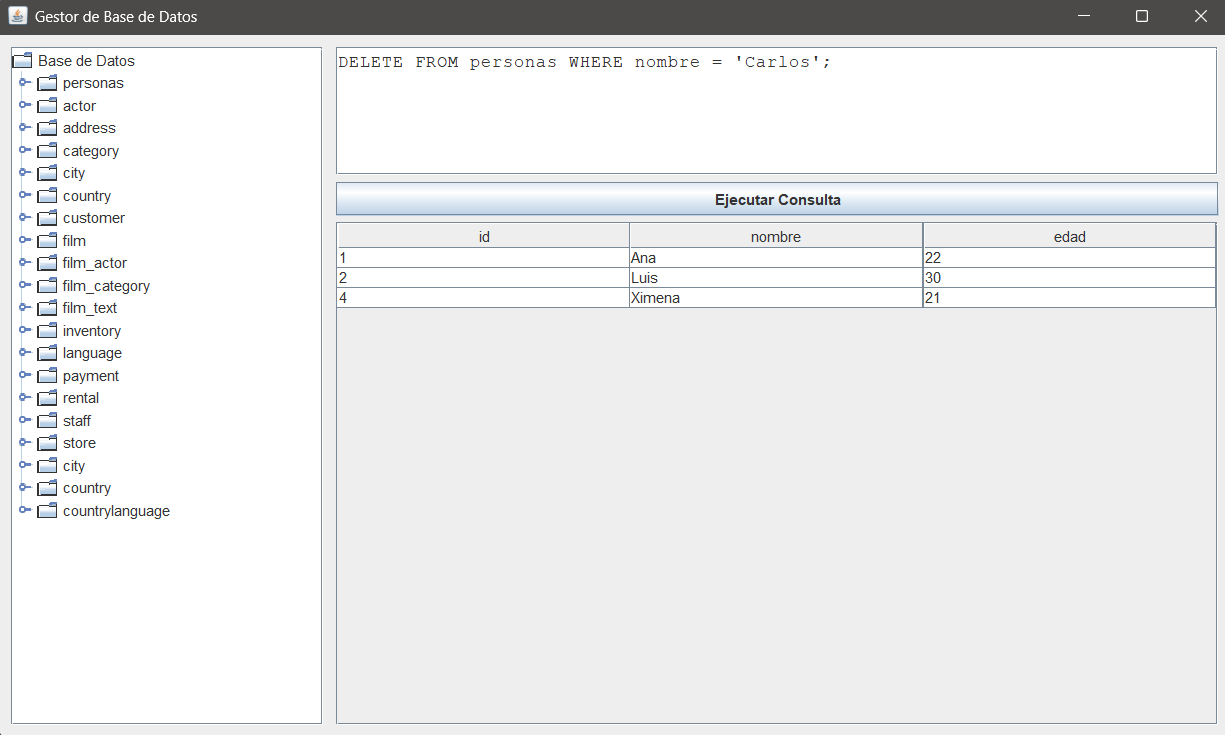 Gestor de Base de Datos
Base de Datos
personas
actor
address
category
city
country
customer
film
film_actor
film_category
film_text
inventory
language
payment
rental
staff
store
city
country
countrylanguage
DELETE FROM personas WHERE nombre = 'Carlos';
Ejecutar Consulta
id nombre edad
1 Ana 22
2 Luis 30
4 Ximena 21